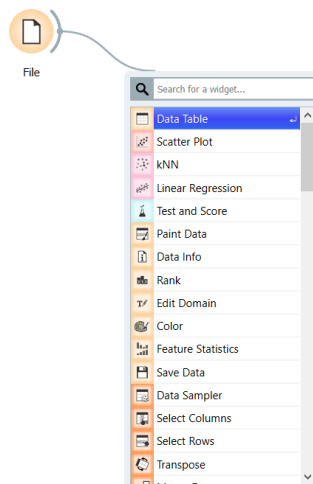 File
Search for a widget...
Data Table
Scatter Plot
kNN
Linear Regression
Test and Score
Paint Data
Data Info
Rank
Edit Domain
Color
Feature Statistics
Save Data
Data Sampler
Select Columns
Select Rows
Transpose